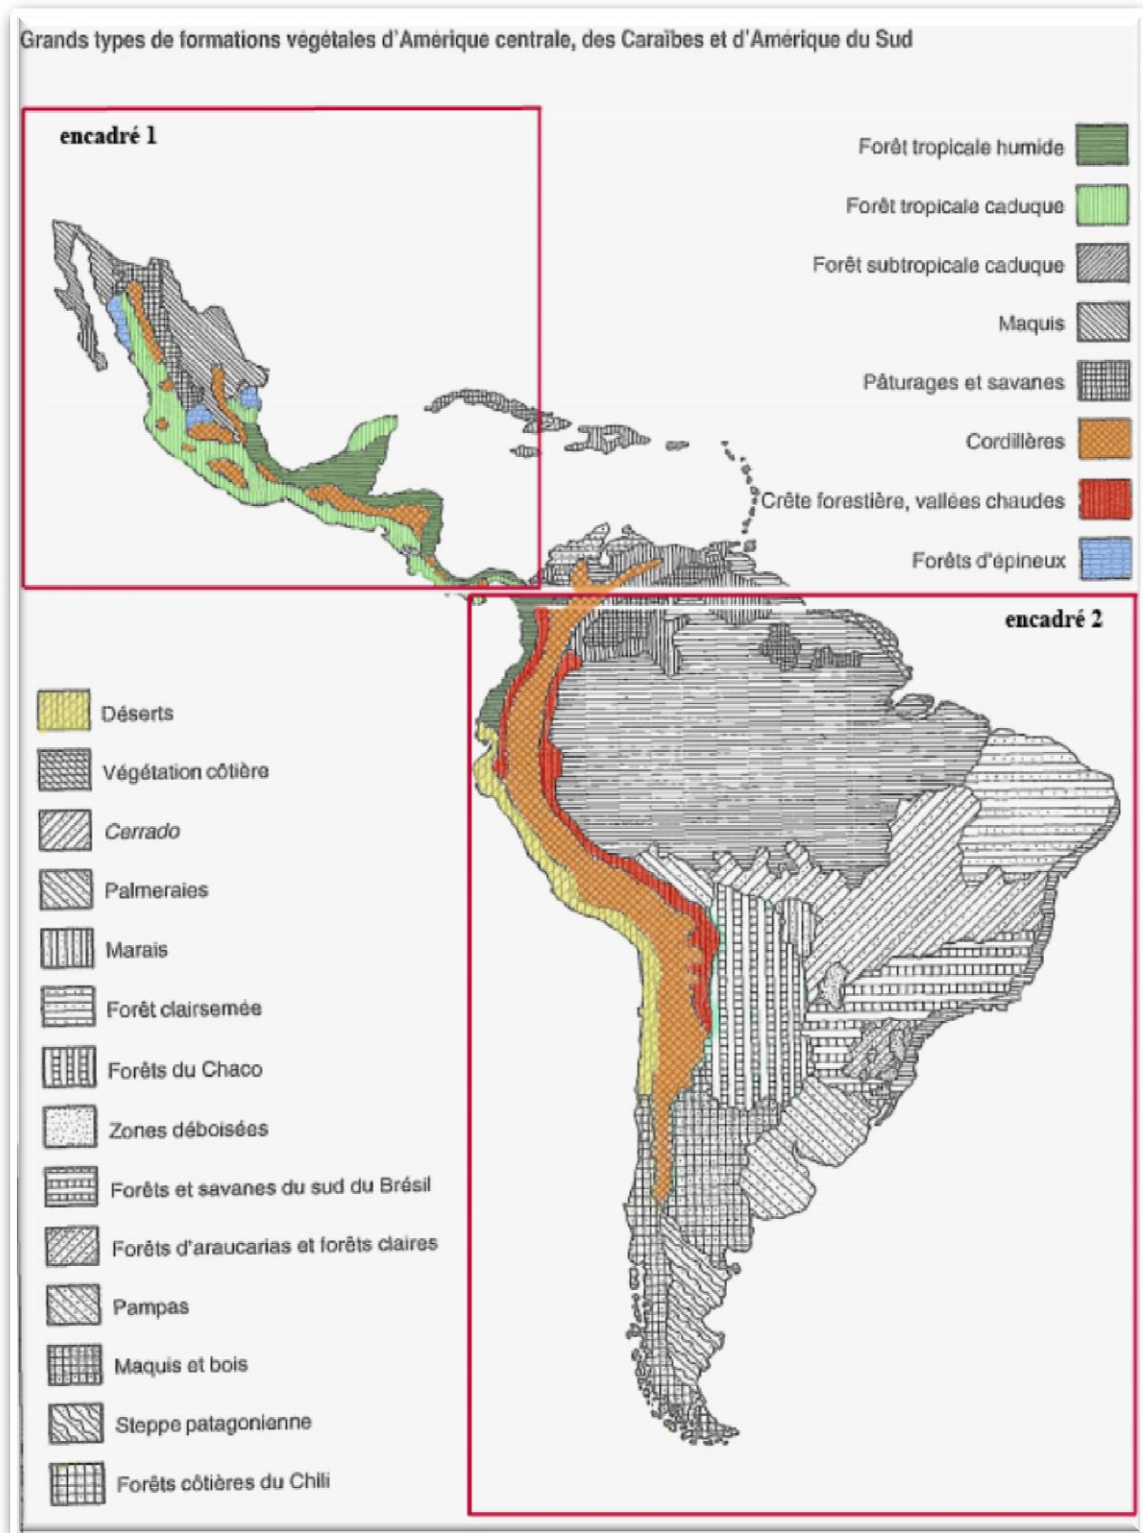 Grands types de formations végétales d'Amérique centrale, des Caraïbes et d'Amérique du Sud
encadré 1
Forêt tropicale humide
Forêt tropicale caduque
Forêt subtropicale caduque
Maquis
Pâturages et savanes
Cordillères
Crête forestière, vallées chaudes
Forêts d'épineux
encadré 2
Déserts
Végétation côtière
Cerrado
Palmeraies
Marais
Forêt clairsemée
Forêts du Chaco
Zones déboisées
Forêts et savanes du sud du Brésil
Forêts d'araucarias et forêts claires
Pampas
Maquis et bois
Steppe patagonienne
Forêts côtières du Chili